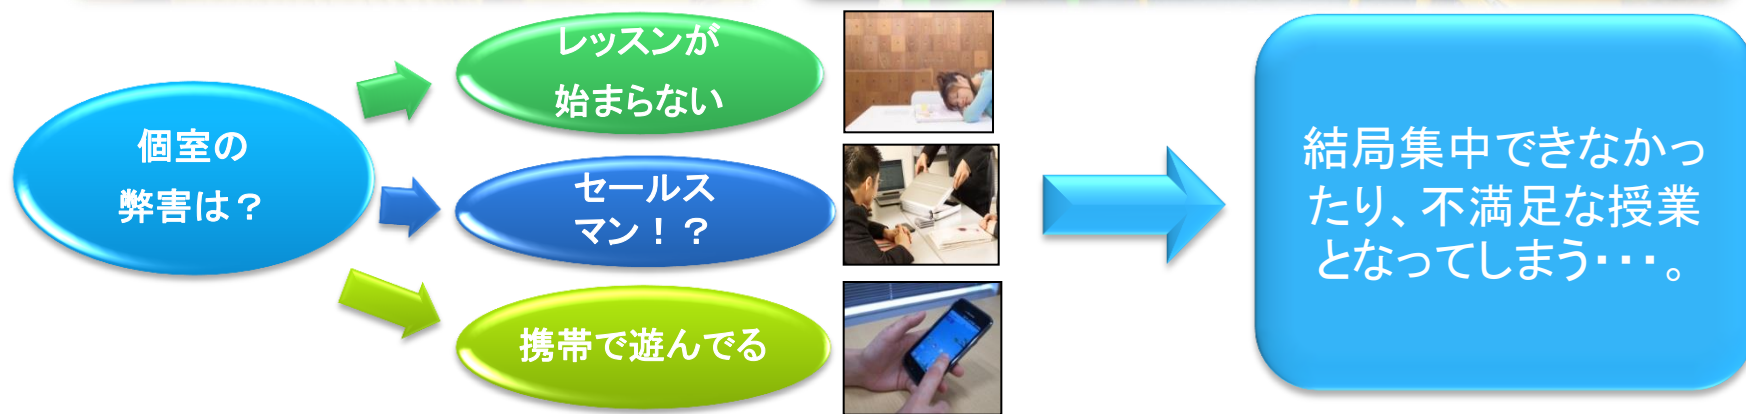 個室の
弊害は？
レッスンが
始まらない
セールス
マン！？
携帯で遊んでる
結局集中できなかっ
たり、不満足な授業
となってしまう・・・。